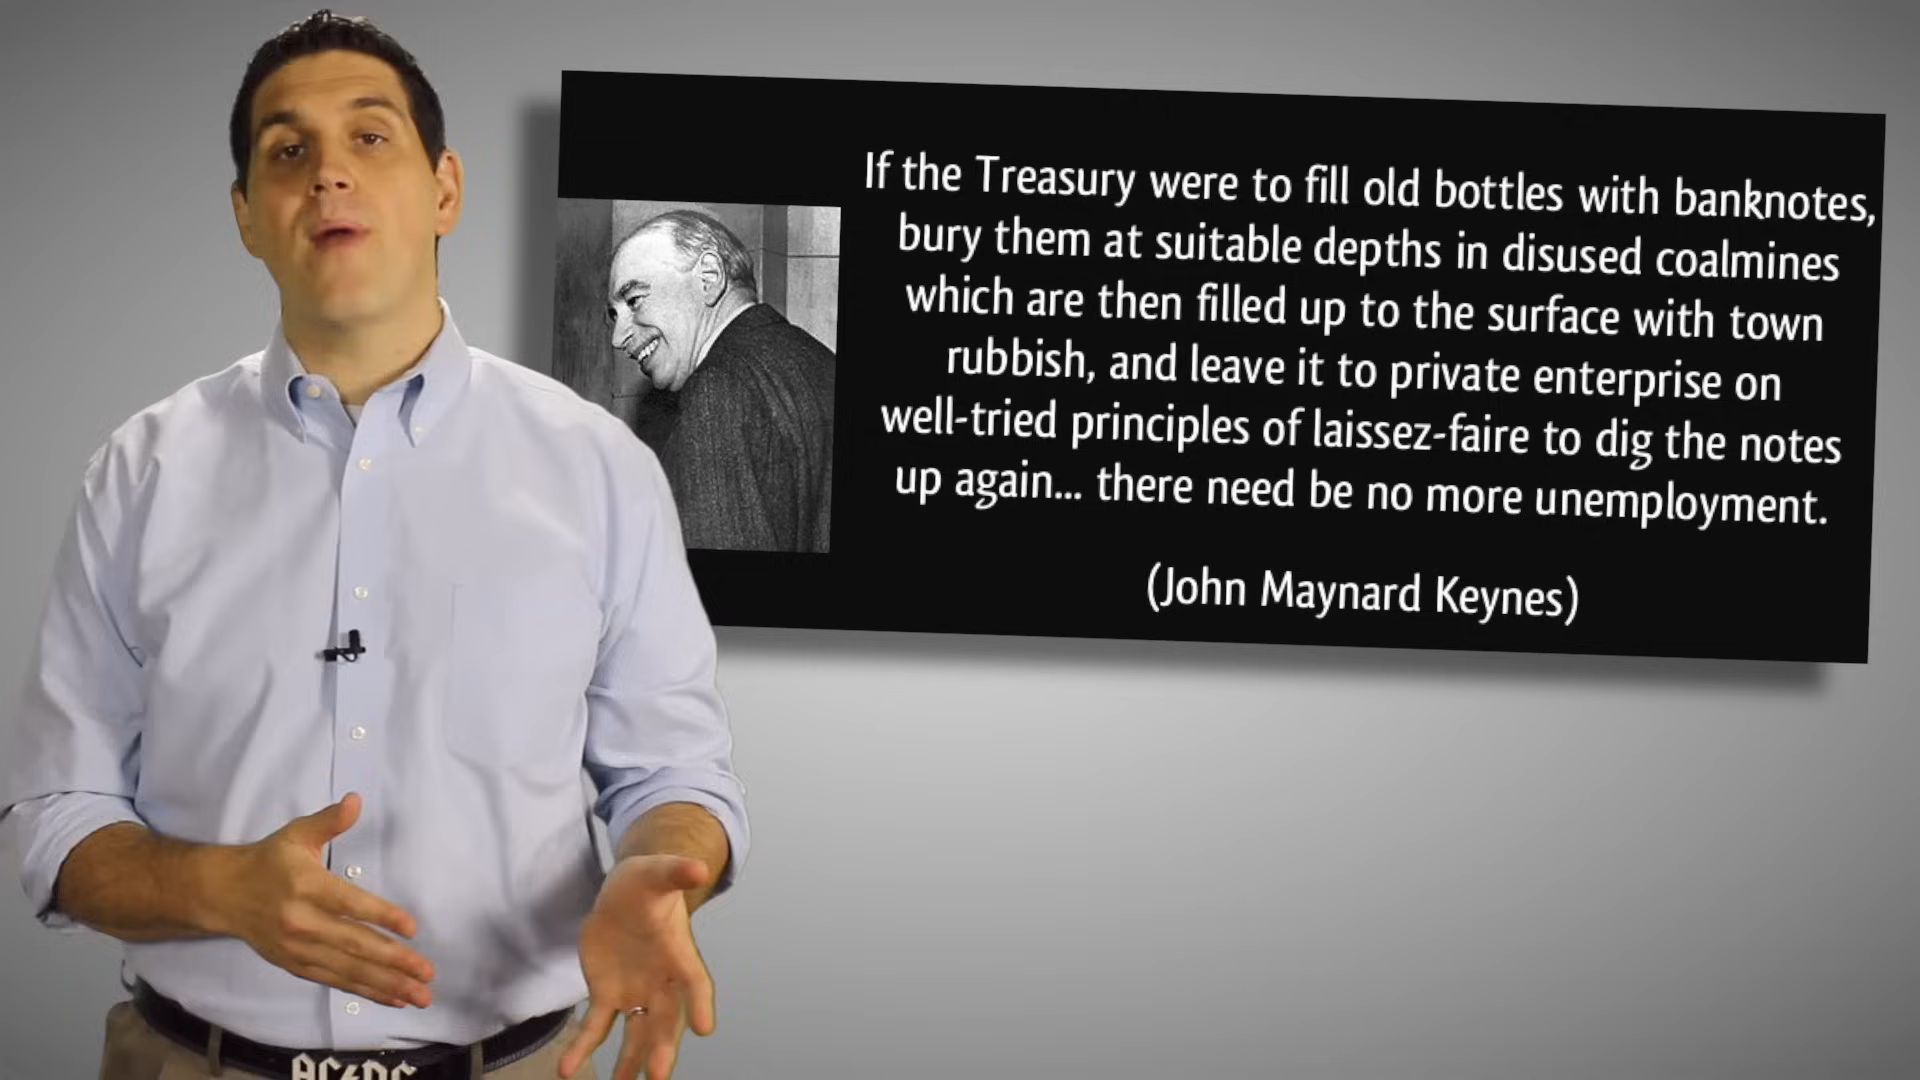 If the Treasury were to fill old bottles with banknotes,
bury them at suitable depths in disused coalmines
which are then filled up to the surface with town
rubbish, and leave it to private enterprise on
well-tried principles of laissez-faire to dig the notes
up again... there need be no more unemployment.
(John Maynard Keynes)
AC⚡DC